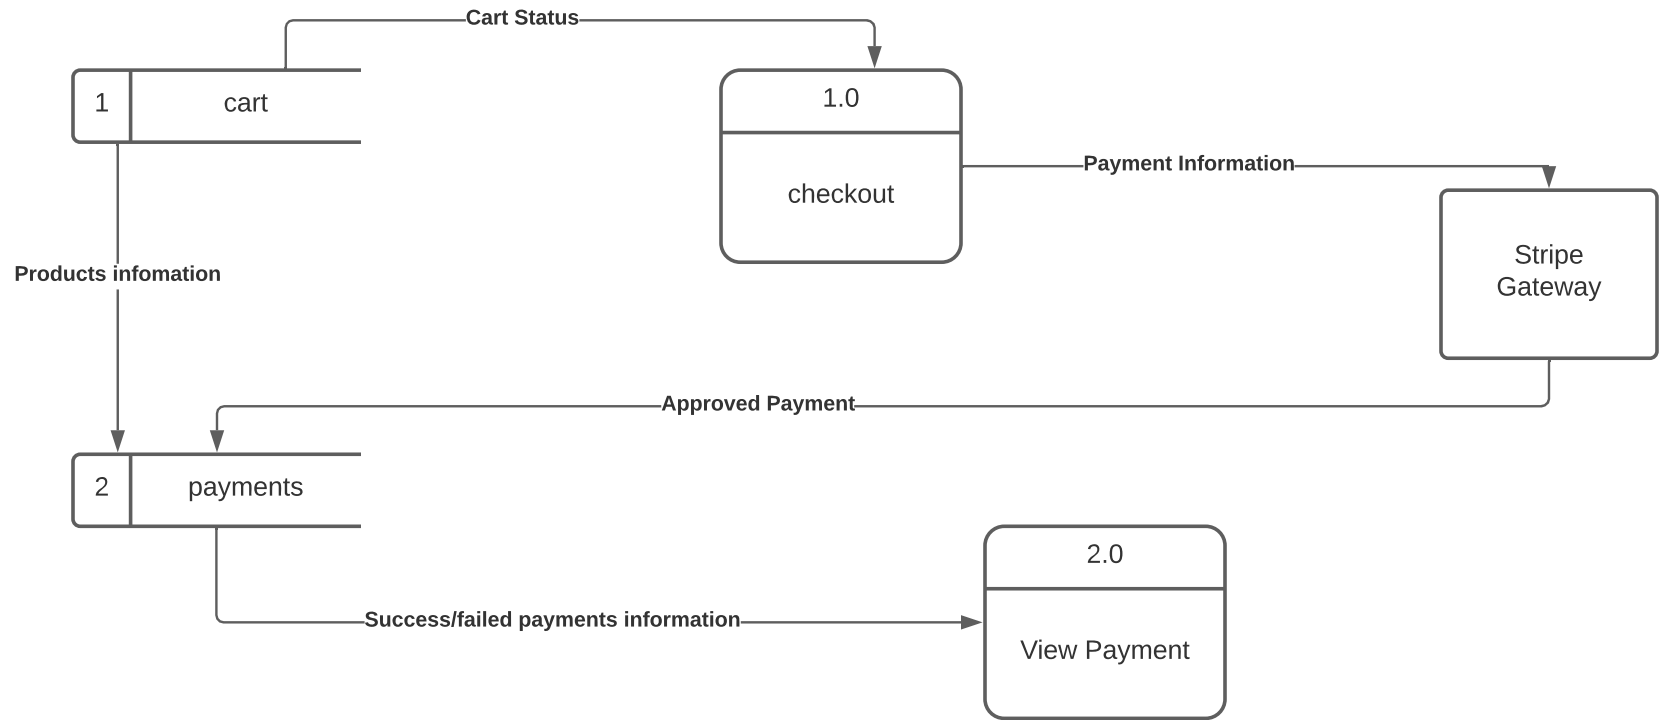 Cart Status
1
cart
1.0
checkout
Payment Information
Stripe
Gateway
Products infomation
Approved Payment
2
payments
2.0
View Payment
Success/failed payments information